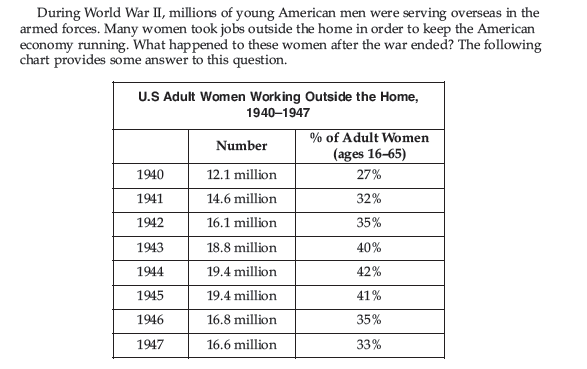 During World War II, millions of young American men were serving overseas in the
armed forces. Many women took jobs outside the home in order to keep the American
economy running. What happened to these women after the war ended? The following
chart provides some answer to this question.
U.S Adult Women Working Outside the Home,
1940–1947
Number % of Adult Women
(ages 16–65)
1940 12.1 million 27%
1941 14.6 million 32%
1942 16.1 million 35%
1943 18.8 million 40%
1944 19.4 million 42%
1945 19.4 million 41%
1946 16.8 million 35%
1947 16.6 million 33%